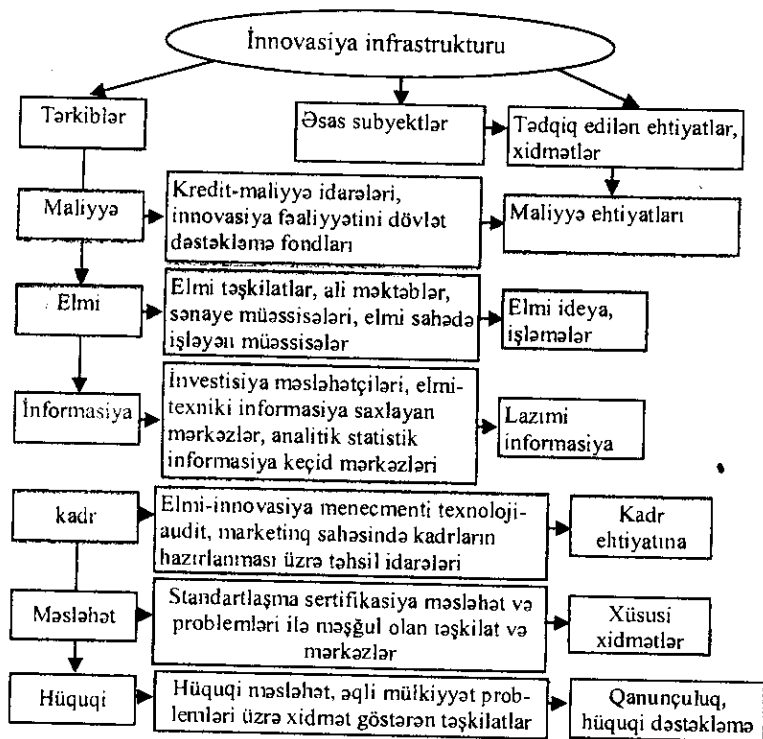 İnnovasiya infrastrukturu
Tərkiblər
Əsas subyektlər
Tədqiq edilən ehtiyatlar,
xidmətlər
Maliyyə
Kredit-maliyyə idarələri,
innovasiya fəaliyyətini dövlət
dəstəkləmə fondları
Maliyyə ehtiyatları
Elmi
Elmi təşkilatlar, ali məktəblər,
sənaye müəssisələri, elmi sahədə
işləyən müəssisələr
Elmi ideya,
işləmələr
İnformasiya
İnvestisiya məsləhətçiləri, elmi-
texniki informasiya saxlayan
mərkəzlər, analitik statistik
informasiya keçid mərkəzləri
Lazımi
informasiya
kadr
Elmi-innovasiya menecmenti texnoloji-
audit, marketinq sahəsində kadrların
hazırlanması üzrə təhsil idarələri
Kadr
ehtiyatına
Məsləhət
Standartlaşma sertifikasiya məsləhət və
problemləri ilə məşğul olan təşkilat və
mərkəzlər
Xüsusi
xidmətlər
Hüquqi
Hüquqi məsləhət, əqli mülkiyyət prob-
lemləri üzrə xidmət göstərən təşkilatlar
Qanunçuluq,
hüquqi dəstəkləmə